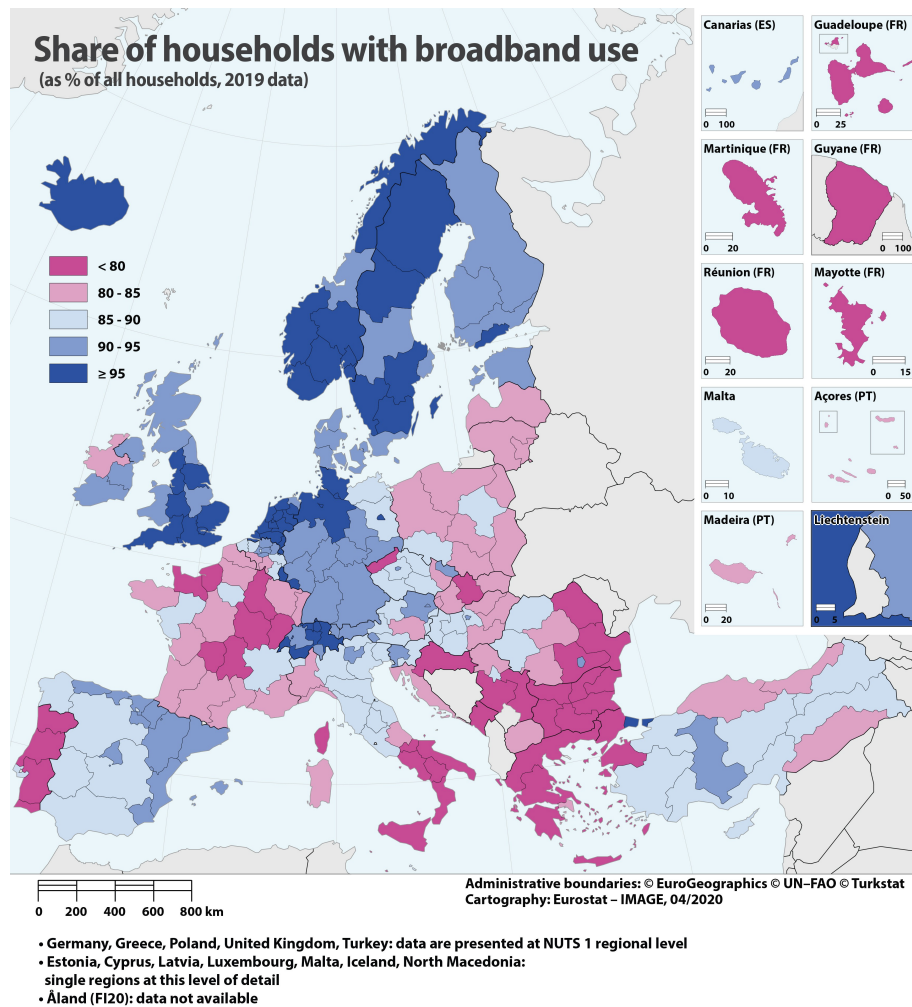 Share of households with broadband use
(as % of all households, 2019 data)
< 80
80 - 85
85 - 90
90 - 95
≥ 95
Canarias (ES)
0 100
Guadeloupe (FR)
0 25
Martinique (FR)
0 20
Guyane (FR)
0 100
Réunion (FR)
0 20
Mayotte (FR)
0 15
Malta
0 10
Açores (PT)
0 50
Madeira (PT)
0 20
Liechtenstein
0 5
0 200 400 600 800 km
Administrative boundaries: © EuroGeographics © UN–FAO © Turkstat
Cartography: Eurostat – IMAGE, 04/2020
• Germany, Greece, Poland, United Kingdom, Turkey: data are presented at NUTS 1 regional level
• Estonia, Cyprus, Latvia, Luxembourg, Malta, Iceland, North Macedonia:
single regions at this level of detail
• Åland (FI20): data not available